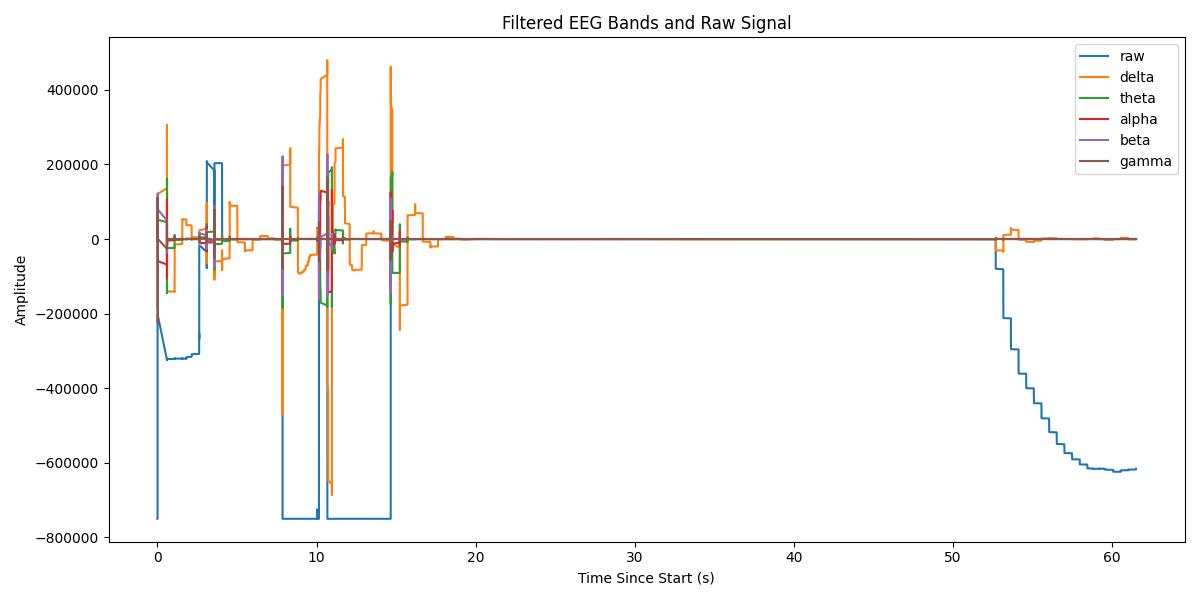 Filtered EEG Bands and Raw Signal
raw
delta
theta
alpha
beta
gamma
Amplitude
400000
200000
0
−200000
−400000
−600000
−800000
0 10 20 30 40 50 60
Time Since Start (s)